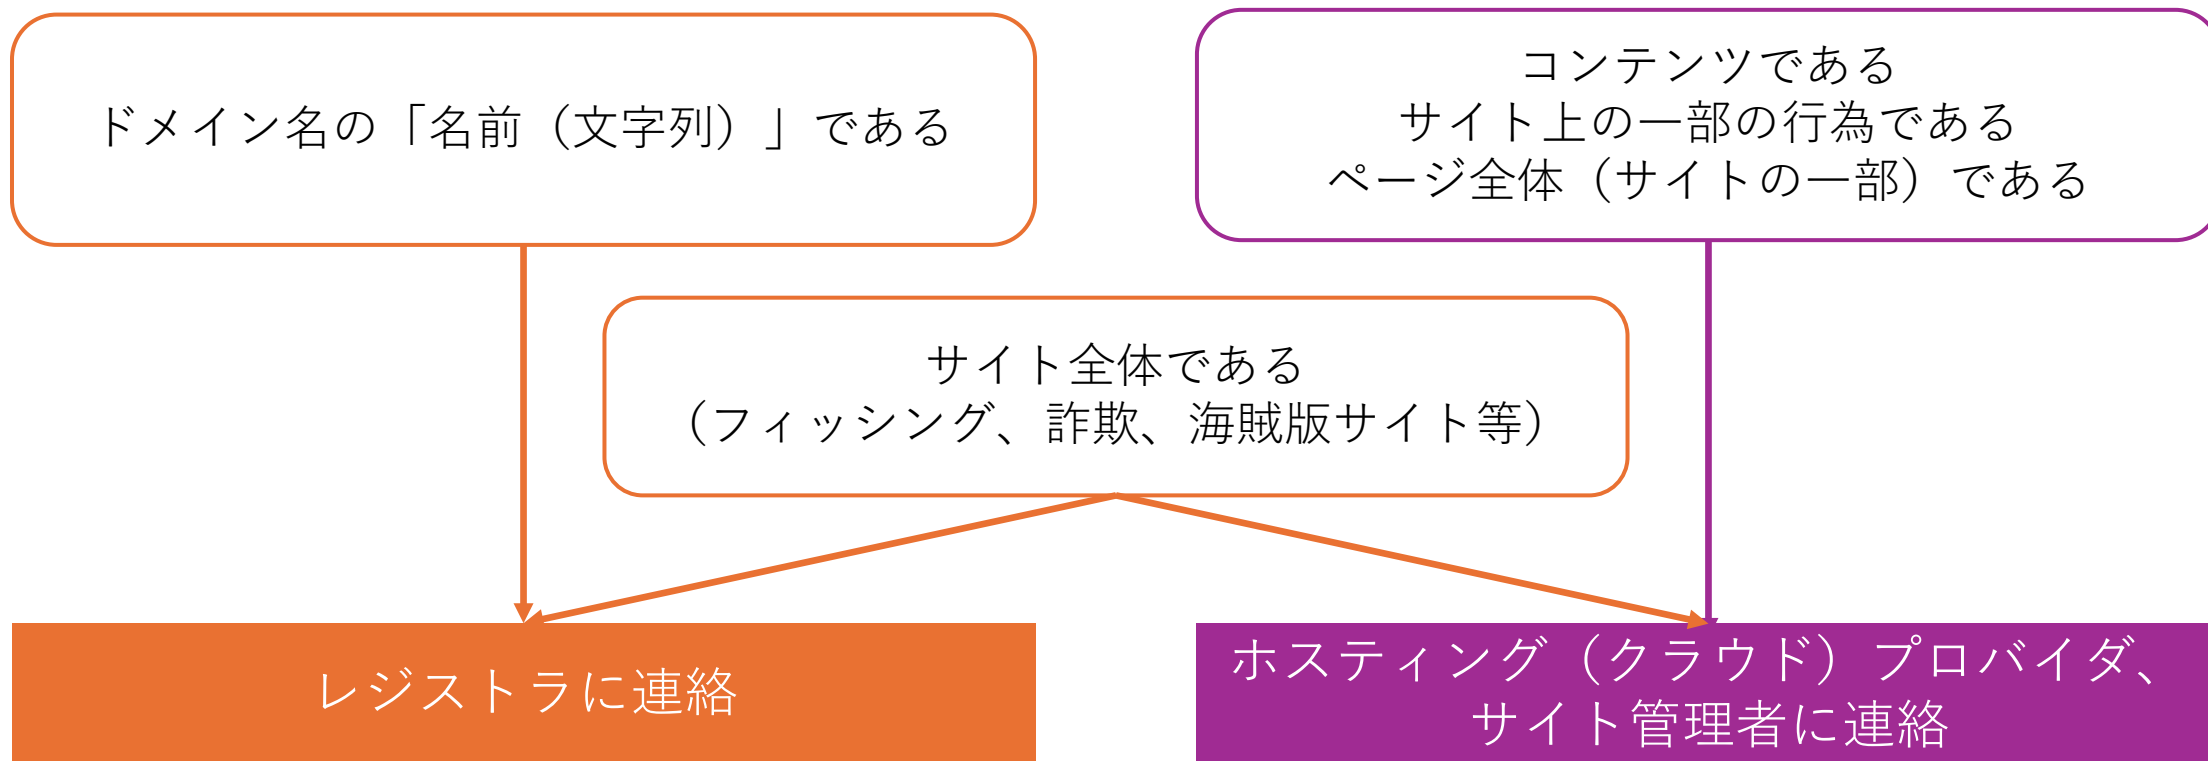 ドメイン名の「名前（文字列）」である
コンテンツである
サイト上の一部の行為である
ページ全体（サイトの一部）である
サイト全体である
（フィッシング、詐欺、海賊版サイト等）
レジストラに連絡
ホスティング（クラウド）プロバイダ、
サイト管理者に連絡